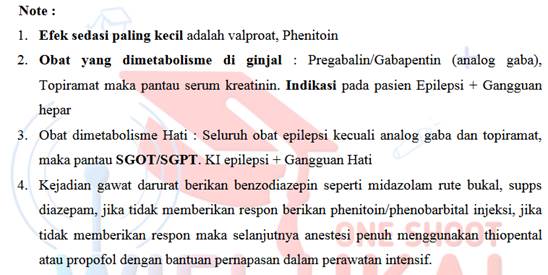 Note :
1. Efek sedasi paling kecil adalah valproat, Phenitoin
2. Obat yang dimetabolisme di ginjal : Pregabalin/Gabapentin (analog gaba),
Topiramat maka pantau serum kreatinin. Indikasi pada pasien Epilepsi + Gangguan
hepar
3. Obat dimetabolisme Hati : Seluruh obat epilepsi kecuali analog gaba dan topiramat,
maka pantau SGOT/SGPT. KI epilepsi + Gangguan Hati
4. Kejadian gawat darurat berikan benzodiazepin seperti midazolam rute bukal, supps
diazepam, jika tidak memberikan respon berikan phenitoin/phenobarbital injeksi, jika
tidak memberikan respon maka selanjutnya anestesi penuh menggunakan thiopental
atau propofol dengan bantuan pernapasan dalam perawatan intensif.
ONE SHOOT